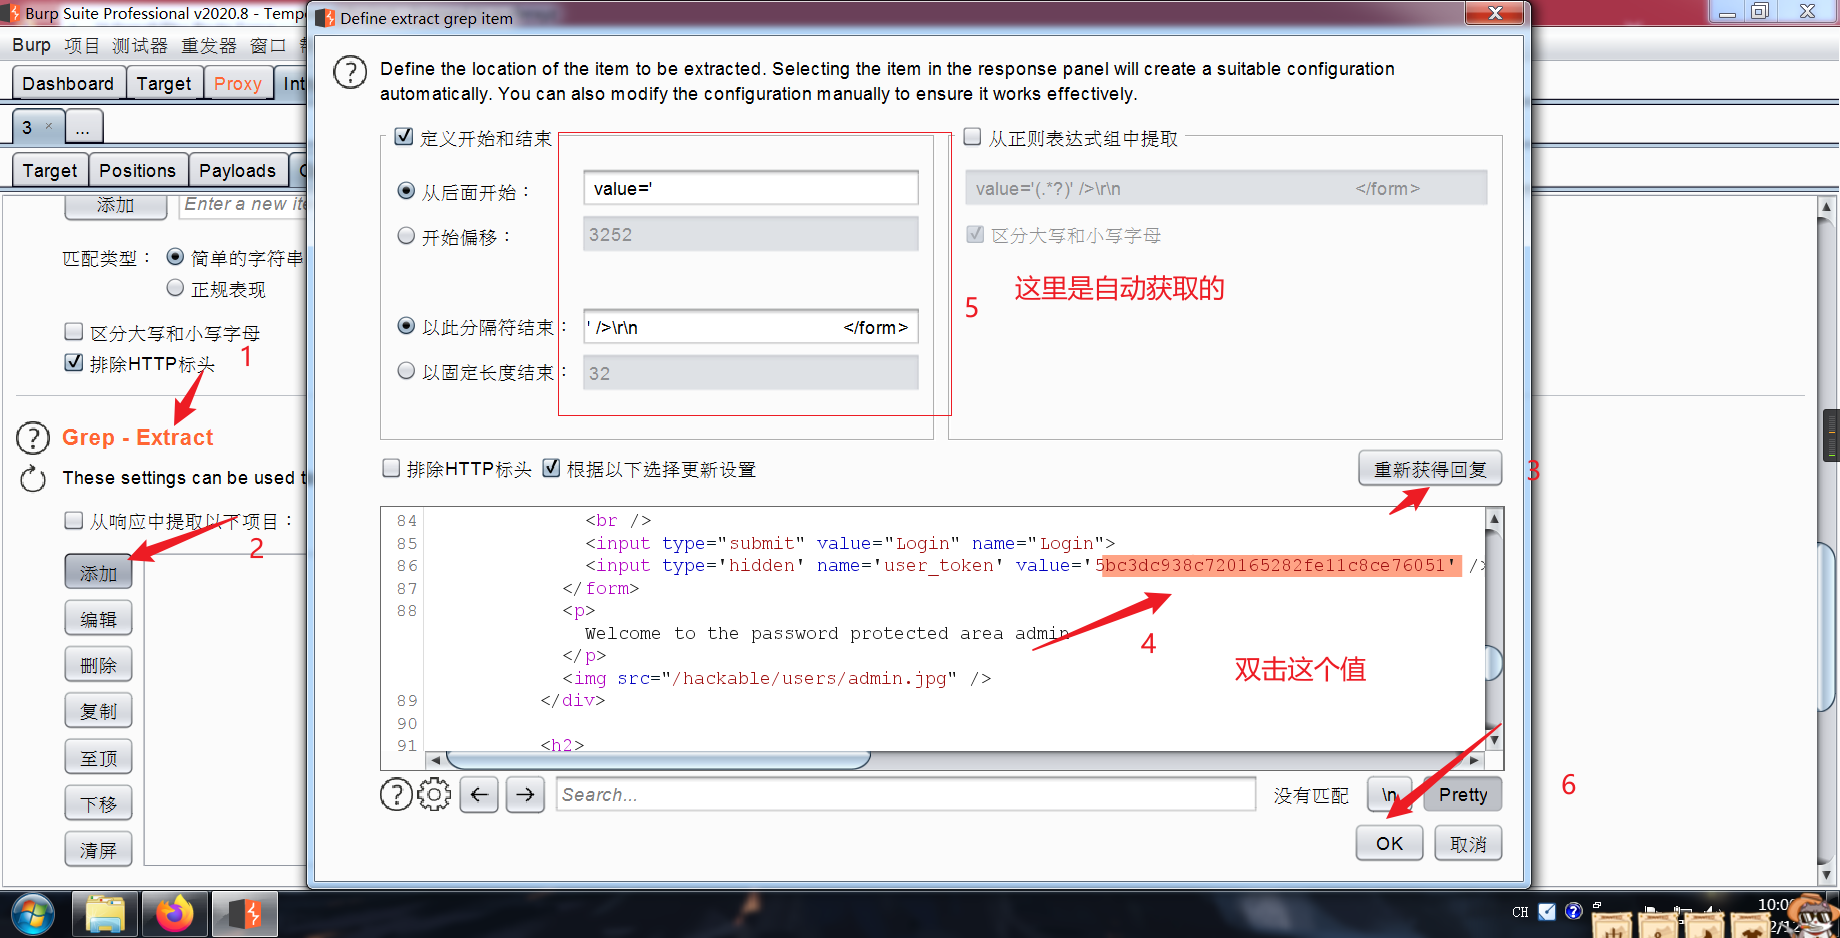 Burp Suite Professional v2020.8 - Tempo
Define extract grep item
Burp 项目 测试器 重发器 窗口
Dashboard Target Proxy Int
3 × ...
Target Positions Payloads
添加 Enter a new ite
匹配类型： 简单的字符串
正规表现
区分大写和小写字母
排除HTTP标头
1
Grep - Extract
These settings can be used t
从响应中提取以下项目：
2
添加
编辑
删除
复制
至顶
下移
清屏
Define the location of the item to be extracted. Selecting the item in the response panel will create a suitable configuration
automatically. You can also modify the configuration manually to ensure it works effectively.
定义开始和结束
从后面开始： value='
开始偏移： 3252
以此分隔符结束： ' />\r\n </form>
以固定长度结束： 32
从正则表达式组中提取
value='(.*?)' />\r\n </form>
区分大写和小写字母
5 这里是自动获取的
排除HTTP标头 根据以下选择更新设置 重新获得回复 3
84 <br />
85 <input type="submit" value="Login" name="Login">
86 <input type='hidden' name='user_token' value='5bc3dc938c720165282fe11c8ce76051' />
87 </form>
88 <p>
Welcome to the password protected area admin
</p>
<img src="/hackable/users/admin.jpg" />
89 </div>
90
91 <h2>
4 双击这个值
Search... 没有匹配 \n Pretty
6
OK 取消
CH
10:0